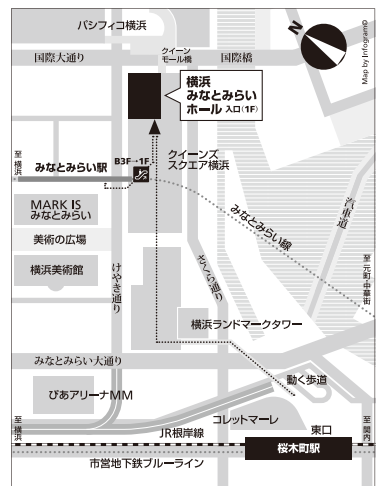 パシフィコ横浜
N
国際大通り
クイーン
モール橋
国際橋
Map by Infografismo
横浜
みなとみらい
ホール 入口(1F)
至 横浜
みなとみらい駅
B3F→1F
クイーンズ
スクエア横浜
MARK IS
みなとみらい
美術の広場
横浜美術館
けやき通り
さくら通り
みなとみらい線
汽車道
至 元町・中華街
横浜ランドマークタワー
みなとみらい大通り
ぴあアリーナMM
動く歩道
コレットマーレ
東口
至 横浜
JR根岸線
桜木町駅
至 関内
市営地下鉄ブルーライン